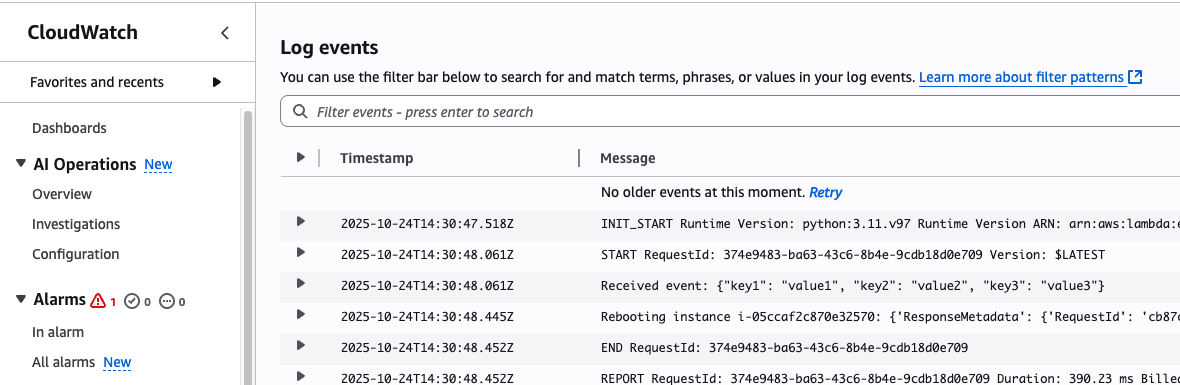 CloudWatch
Favorites and recents
Dashboards
AI Operations New
Overview
Investigations
Configuration
Alarms 1 0 0
In alarm
All alarms New
Log events
You can use the filter bar below to search for and match terms, phrases, or values in your log events. Learn more about filter patterns
Filter events - press enter to search
Timestamp Message
No older events at this moment. Retry
2025-10-24T14:30:47.518Z INIT_START Runtime Version: python:3.11.v97 Runtime Version ARN: arn:aws:lambda:e
2025-10-24T14:30:48.061Z START RequestId: 374e9483-ba63-43c6-8b4e-9cdb18d0e709 Version: $LATEST
2025-10-24T14:30:48.061Z Received event: {"key1": "value1", "key2": "value2", "key3": "value3"}
2025-10-24T14:30:48.445Z Rebooting instance i-05ccaf2c870e32570: {'ResponseMetadata': {'RequestId': 'cb87c
2025-10-24T14:30:48.452Z END RequestId: 374e9483-ba63-43c6-8b4e-9cdb18d0e709
2025-10-24T14:30:48.452Z REPORT RequestId: 374e9483-ba63-43c6-8b4e-9cdb18d0e709 Duration: 390.23 ms Billed